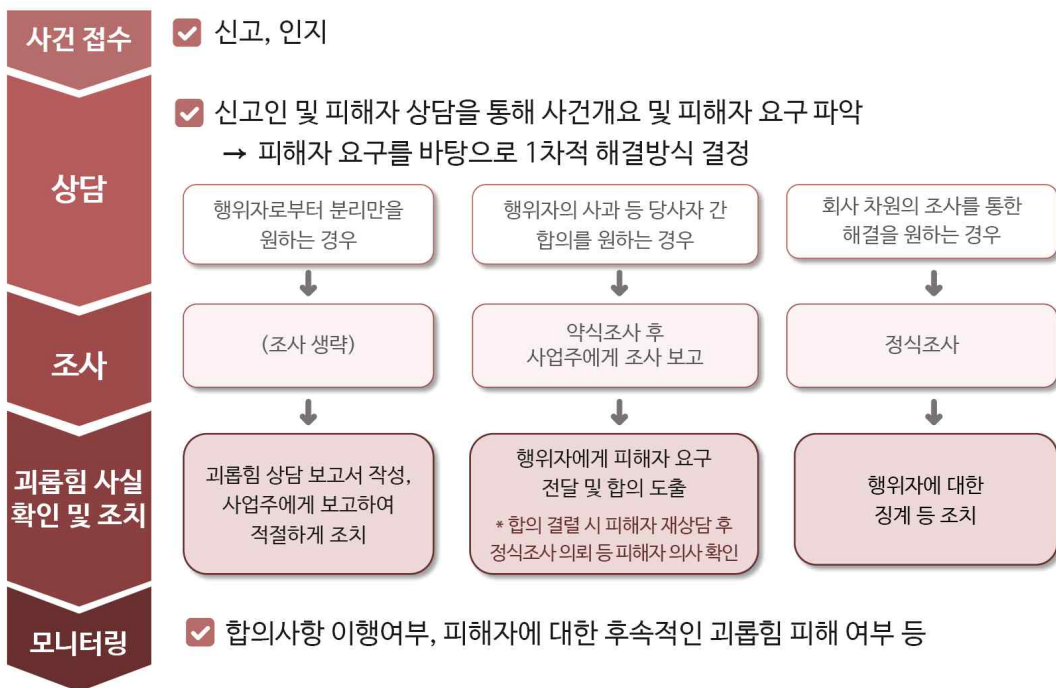 사건 접수
신고, 인지
상담
신고인 및 피해자 상담을 통해 사건개요 및 피해자 요구 파악
→ 피해자 요구를 바탕으로 1차적 해결방식 결정
행위자로부터 분리만을
원하는 경우
행위자의 사과 등 당사자 간
합의를 원하는 경우
회사 차원의 조사를 통한
해결을 원하는 경우
조사
(조사 생략)
약식조사 후
사업주에게 조사 보고
정식조사
괴롭힘 사실
확인 및 조치
괴롭힘 상담 보고서 작성,
사업주에게 보고하여
적절하게 조치
행위자에게 피해자 요구
전달 및 합의 도출
* 합의 결렬 시 피해자 재상담 후
정식조사 의뢰 등 피해자 의사 확인
행위자에 대한
징계 등 조치
모니터링
합의사항 이행여부, 피해자에 대한 후속적인 괴롭힘 피해 여부 등